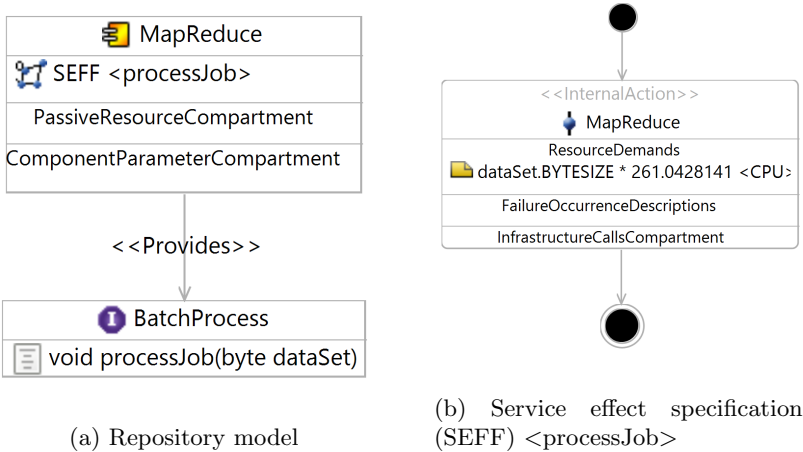 MapReduce
SEFF <processJob>
PassiveResourceCompartment
ComponentParameterCompartment
<<Provides>>
I
BatchProcess
void processJob(byte dataSet)
(a) Repository model
<<InternalAction>>
MapReduce
ResourceDemands
dataSet.BYTESIZE * 261.0428141 <CPU>
FailureOccurrenceDescriptions
InfrastructureCallsCompartment
(b) Service effect specification
(SEFF) <processJob>